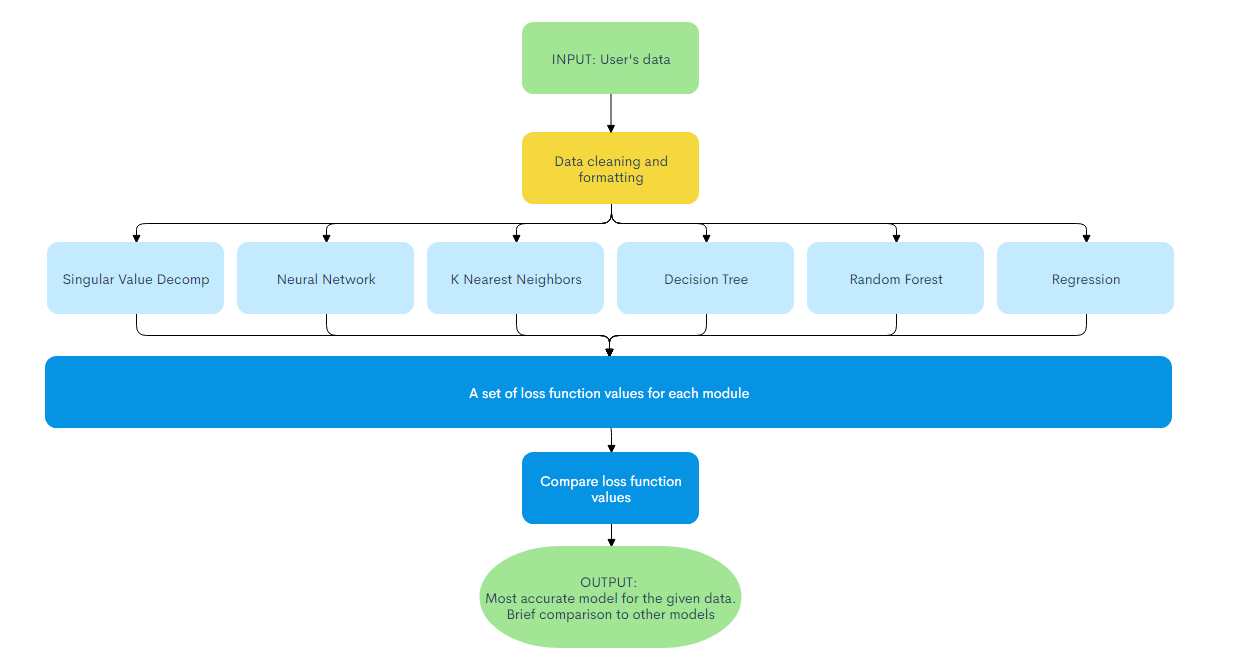 INPUT: User's data
Data cleaning and
formatting
Singular Value Decomp
Neural Network
K Nearest Neighbors
Decision Tree
Random Forest
Regression
A set of loss function values for each module
Compare loss function
values
OUTPUT:
Most accurate model for the given data.
Brief comparison to other models